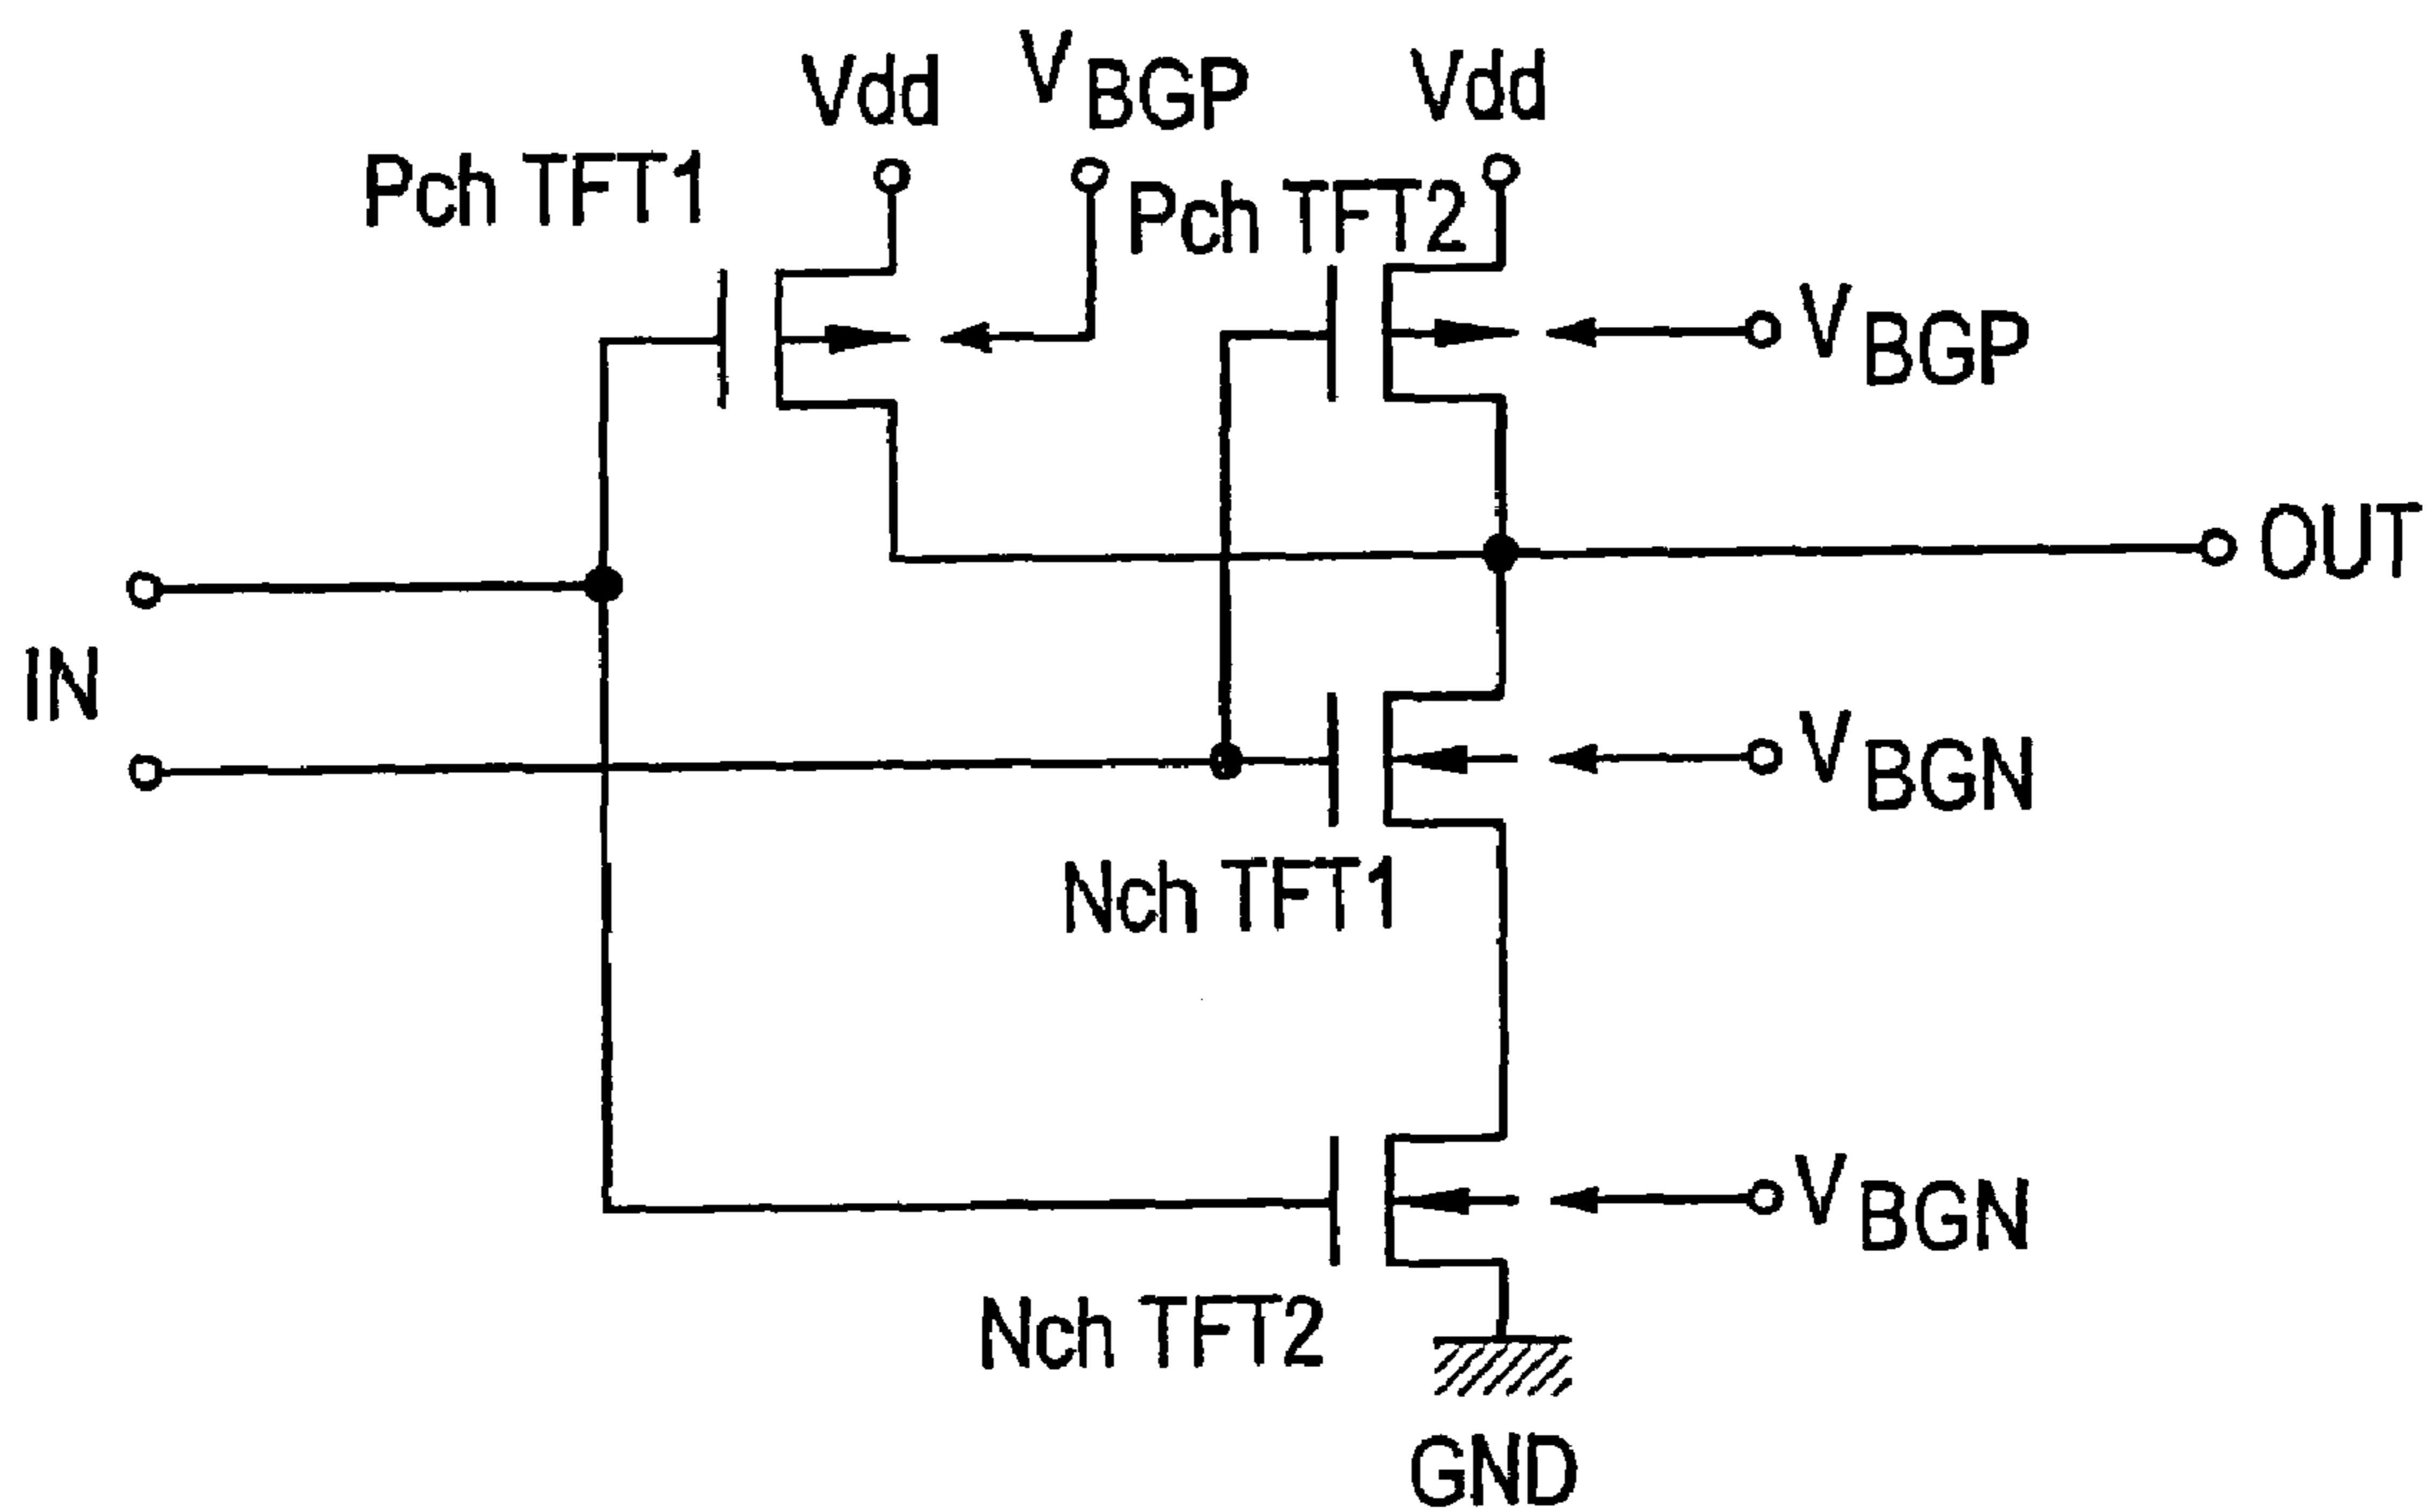 Vdd
VBGP
Vdd
Pch TFT1
Pch TFT2
VBGP
OUT
IN
VBGN
Nch TFT1
VBGN
Nch TFT2
GND